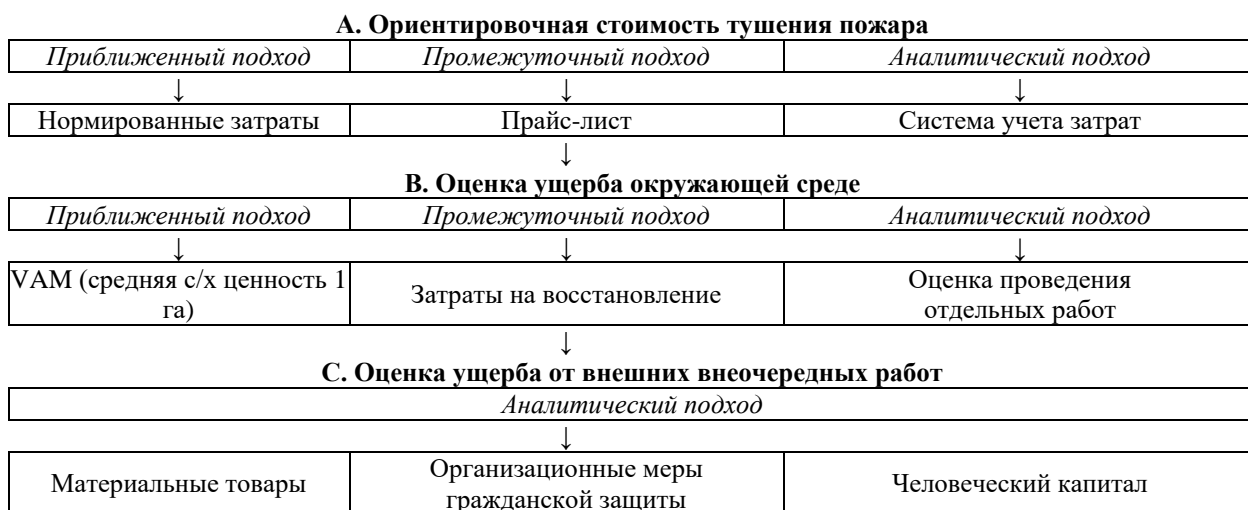 А. Ориентировочная стоимость тушения пожара
Приближенный подход Промежуточный подход Аналитический подход
↓ ↓ ↓
Нормированные затраты Прайс-лист Система учета затрат
↓
В. Оценка ущерба окружающей среде
Приближенный подход Промежуточный подход Аналитический подход
↓ ↓ ↓
VAM (средняя с/х ценность 1
га)
Затраты на восстановление
Оценка проведения
отдельных работ
↓
С. Оценка ущерба от внешних внеочередных работ
Аналитический подход
↓
Материальные товары
Организационные меры
гражданской защиты
Человеческий капитал